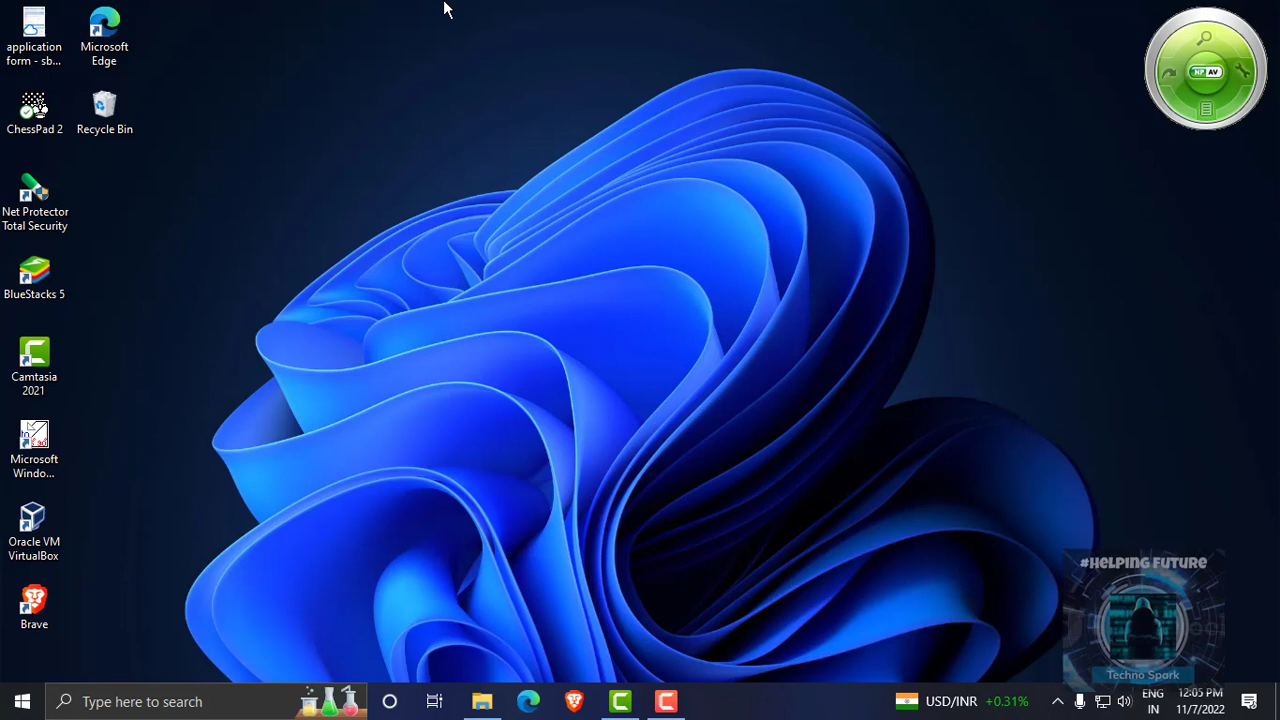 application
form - sb...
Microsoft
Edge
ChessPad 2
Recycle Bin
Net Protector
Total Security
BlueStacks 5
Camtasia
2021
Microsoft
Windo...
Oracle VM
VirtualBox
Brave
NP AV
#HELPING FUTURE
Techno Spark
Type here to search
USD/INR +0.31%
ENG
IN
12:05 PM
11/7/2022